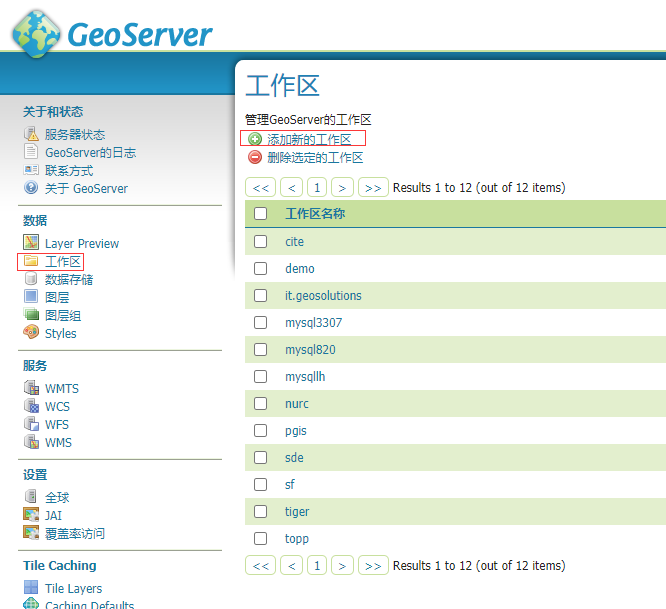 GeoServer
关于和状态
服务器状态
GeoServer的日志
联系方式
关于 GeoServer
数据
Layer Preview
工作区
数据存储
图层
图层组
Styles
服务
WMTS
WCS
WFS
WMS
设置
全球
JAI
覆盖率访问
Tile Caching
Tile Layers
Caching Defaults
工作区
管理GeoServer的工作区
添加新的工作区
删除选定的工作区
<< < 1 > >> Results 1 to 12 (out of 12 items)
工作区名称
cite
demo
it.geosolutions
mysql3307
mysql820
mysqllh
nurc
pgis
sde
sf
tiger
topp
<< < 1 > >> Results 1 to 12 (out of 12 items)